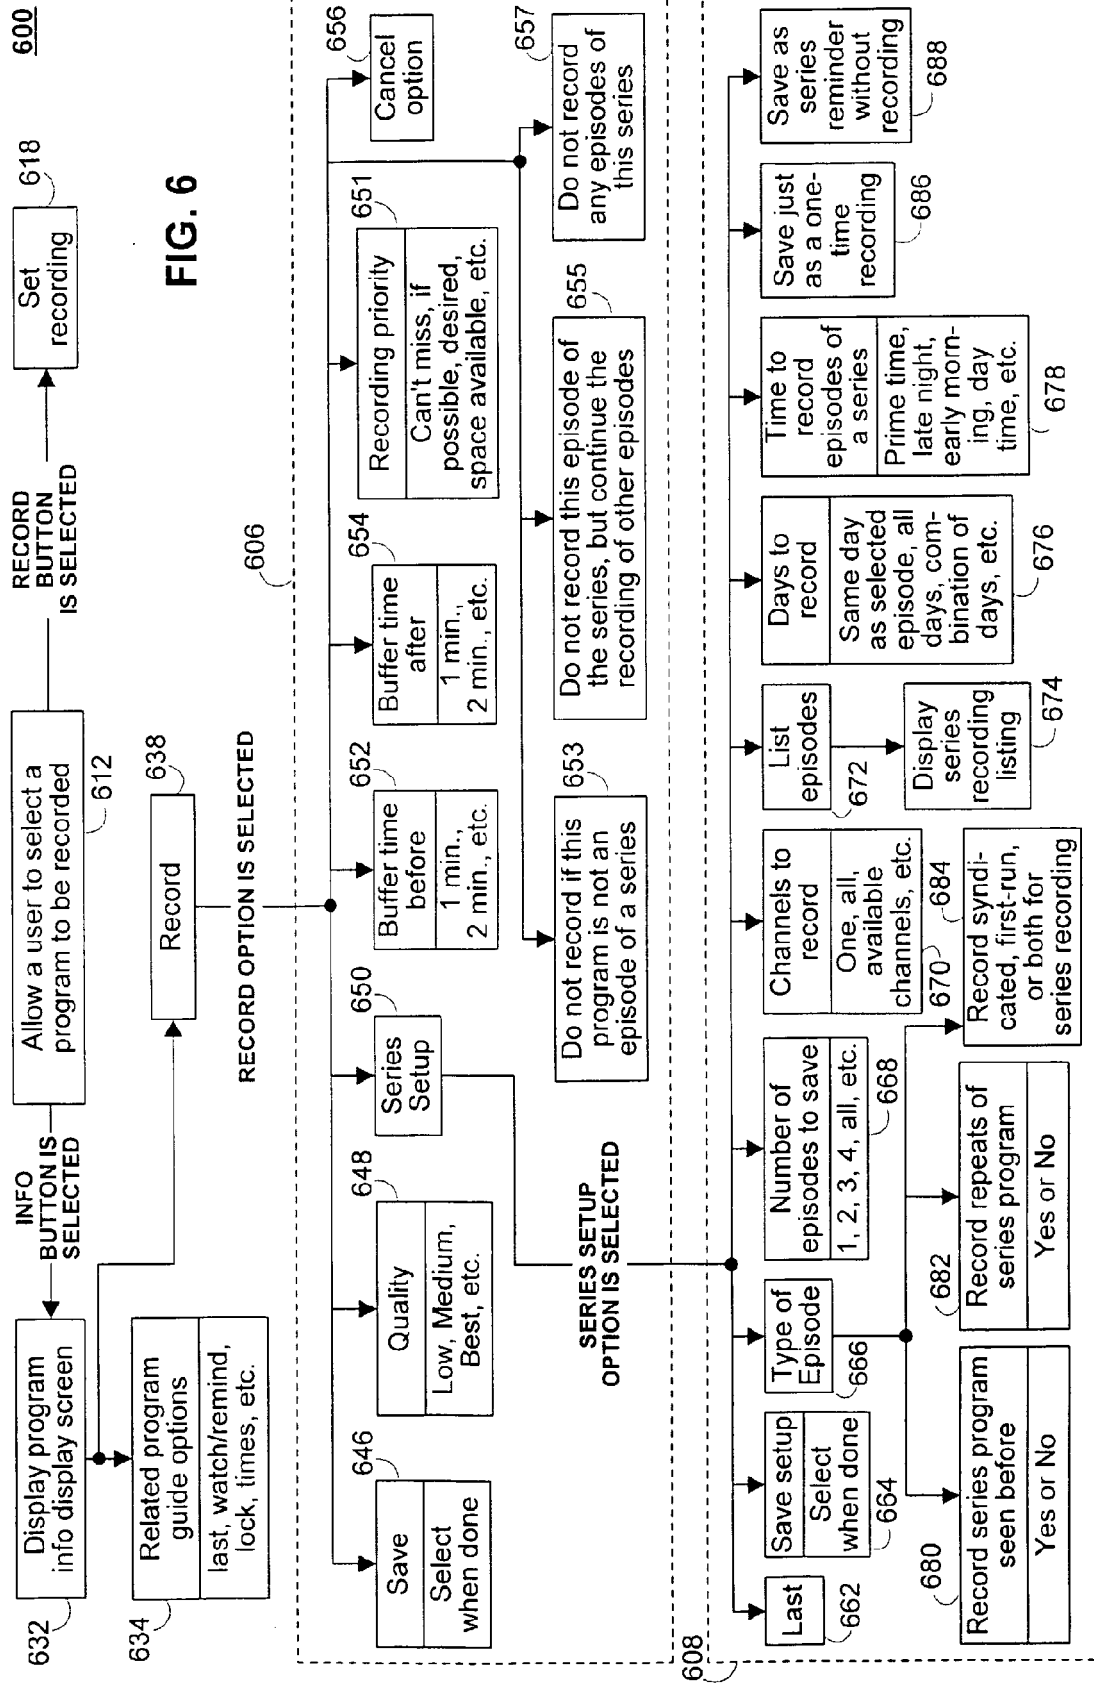 600
FIG. 6
Allow a user to select a
program to be recorded
612
INFO
BUTTON IS
SELECTED
RECORD
BUTTON
IS SELECTED
Set
recording
618
Display program
info display screen
632
Related program
guide options
last, watch/remind,
lock, times, etc.
634
Record
638
RECORD OPTION IS SELECTED
606
Save
Select
when done
646
Quality
Low, Medium,
Best, etc.
648
Series
Setup
650
Buffer time
before
1 min.,
2 min., etc.
652
Buffer time
after
1 min.,
2 min., etc.
654
Recording priority
Can't miss, if
possible, desired,
space available, etc.
651
Cancel
option
656
Do not record if this
program is not an
episode of a series
653
Do not record this episode of
the series, but continue the
recording of other episodes
655
Do not record
any episodes of
this series
657
SERIES SETUP
OPTION IS SELECTED
608
Last
662
Save setup
Select
when done
664
Type of
Episode
666
Number of
episodes to save
1, 2, 3, 4, all, etc.
668
Channels to
record
One, all,
available
channels, etc.
670
List
episodes
672
Display
series
recording
listing
674
Days to
record
Same day
as selected
episode, all
days, com-
bination of
days, etc.
676
Time to
record
episodes of
a series
Prime time,
late night,
early morn-
ing, day
time, etc.
678
Save just
as a one-
time
recording
686
Save as
series
reminder
without
recording
688
680
Record series program
seen before
Yes or No
682
Record repeats of
series program
Yes or No
684
Record syndi-
cated, first-run,
or both for
series recording